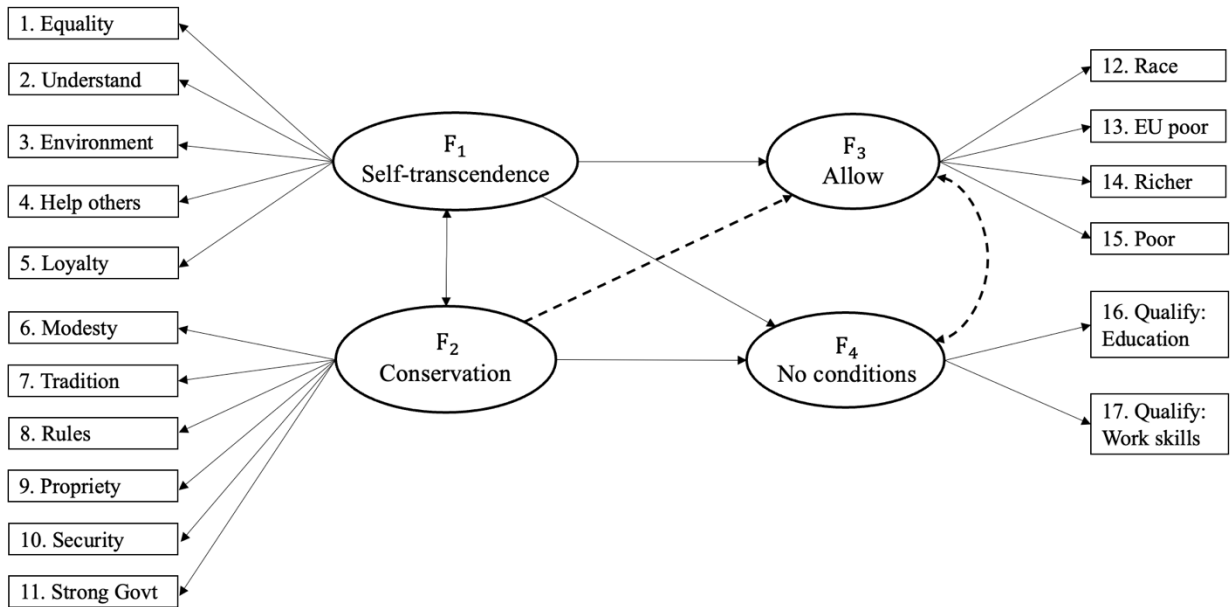 1. Equality
2. Understand
3. Environment
4. Help others
5. Loyalty
6. Modesty
7. Tradition
8. Rules
9. Propriety
10. Security
11. Strong Govt
F₁
Self-transcendence
F₂
Conservation
F₃
Allow
F₄
No conditions
12. Race
13. EU poor
14. Richer
15. Poor
16. Qualify:
Education
17. Qualify:
Work skills